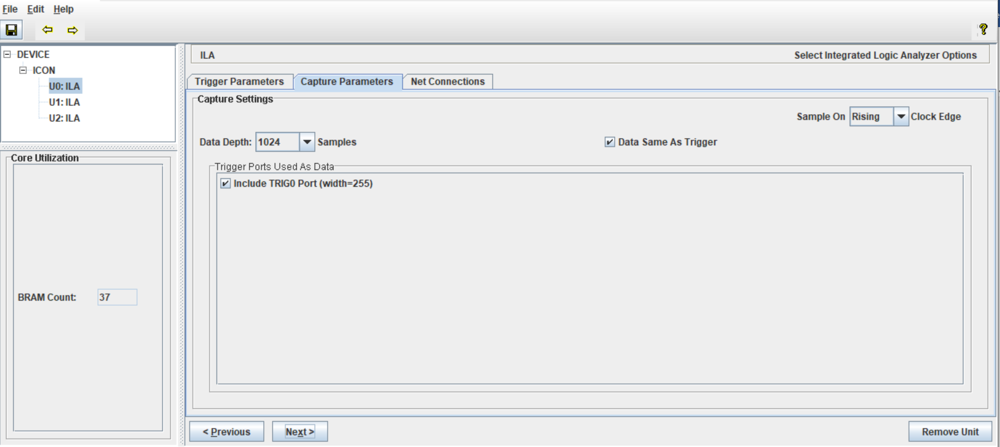 File Edit Help
?
DEVICE
ICON
U0: ILA
U1: ILA
U2: ILA
Core Utilization
BRAM Count: 37
ILA Select Integrated Logic Analyzer Options
Trigger Parameters Capture Parameters Net Connections
Capture Settings
Sample On Rising Clock Edge
Data Depth: 1024 Samples Data Same As Trigger
Trigger Ports Used As Data
Include TRIG0 Port (width=255)
< Previous Next > Remove Unit